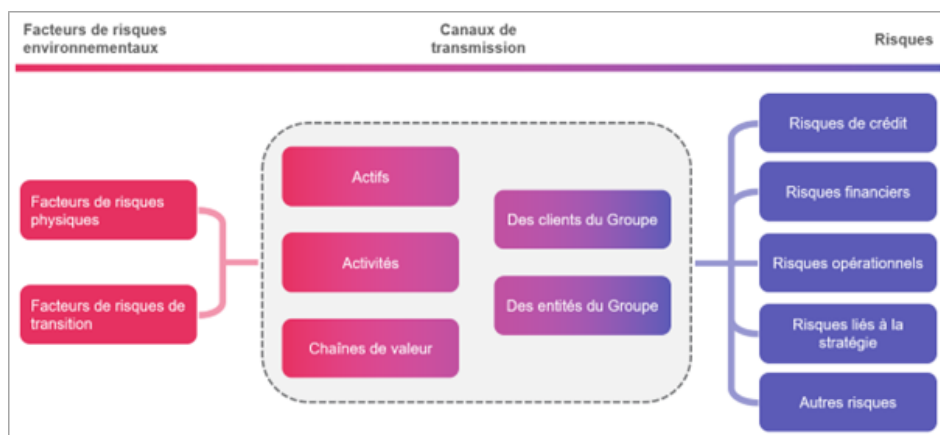 Facteurs de risques
environnementaux
Canaux de
transmission
Risques
Facteurs de risques
physiques
Facteurs de risques de
transition
Actifs
Activités
Chaînes de valeur
Des clients du Groupe
Des entités du Groupe
Risques de crédit
Risques financiers
Risques opérationnels
Risques liés à la
stratégie
Autres risques